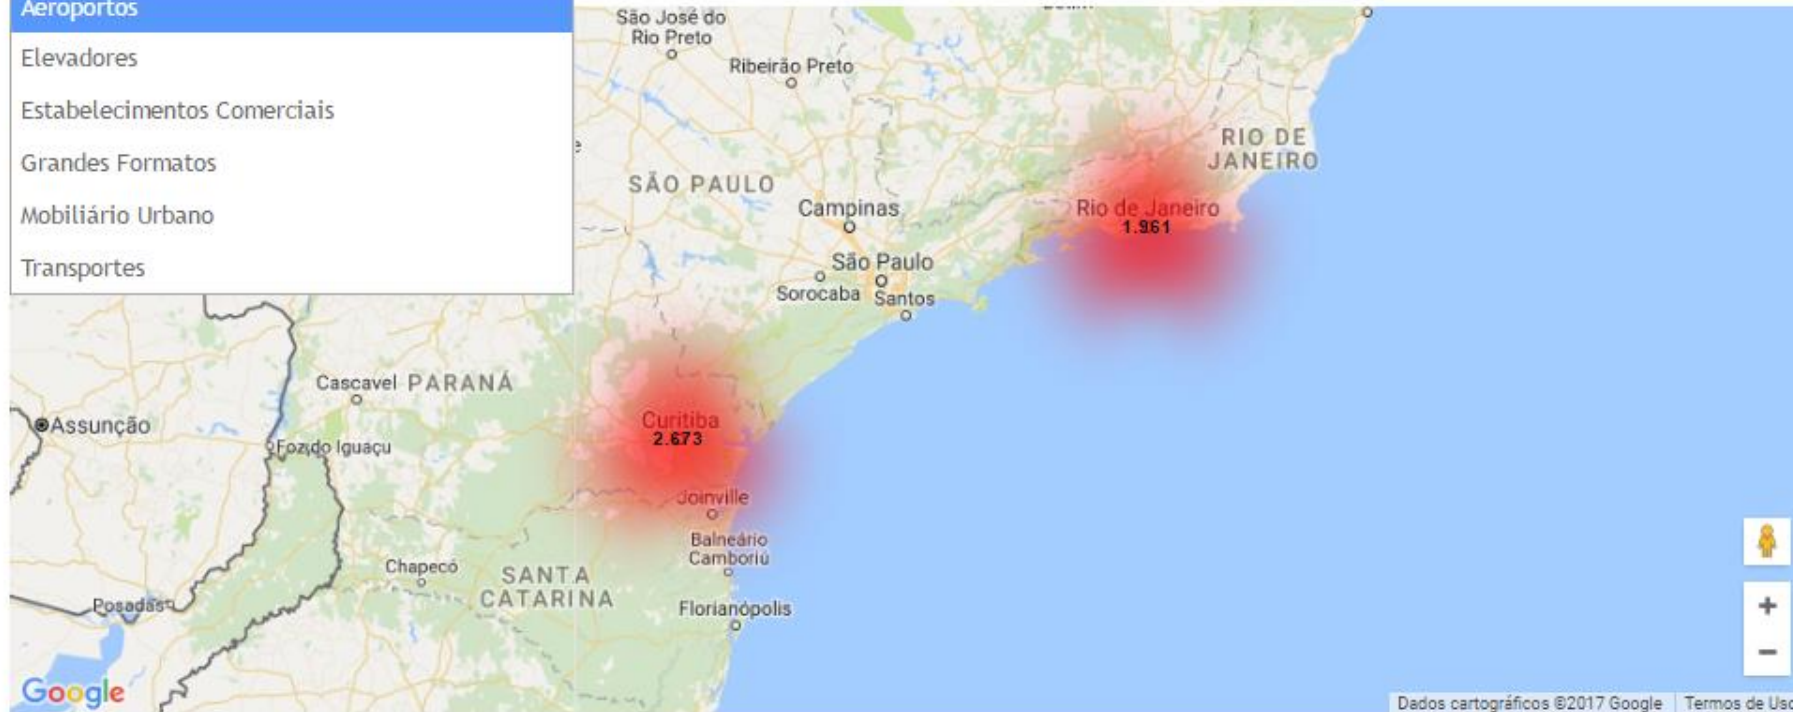 Aeroportos
Elevadores
Estabelecimentos Comerciais
Grandes Formatos
Mobiliário Urbano
Transportes
São José do
Rio Preto
Ribeirão Preto
RIO DE
JANEIRO
SÃO PAULO
Campinas
Rio de Janeiro
1.961
São Paulo
Sorocaba
Santos
Cascavel
PARANÁ
Curitiba
2.673
Assunção
Foz do Iguaçu
Joinville
Balneário
Camboriú
Chapecó
SANTA
CATARINA
Posadas
Florianópolis
+
−
Google
Dados cartográficos ©2017 Google
Termos de Uso